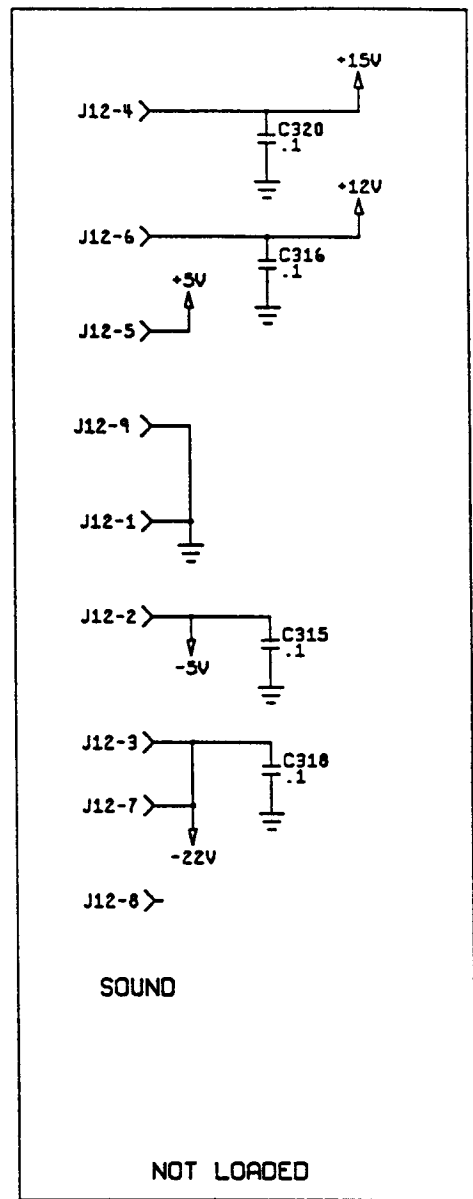 +15V
J12-4
C320
.1
+12V
J12-6
C316
.1
+5V
J12-5
J12-9
J12-1
J12-2
C315
.1
-5V
J12-3
C318
.1
J12-7
-22V
J12-8
SOUND
NOT LOADED